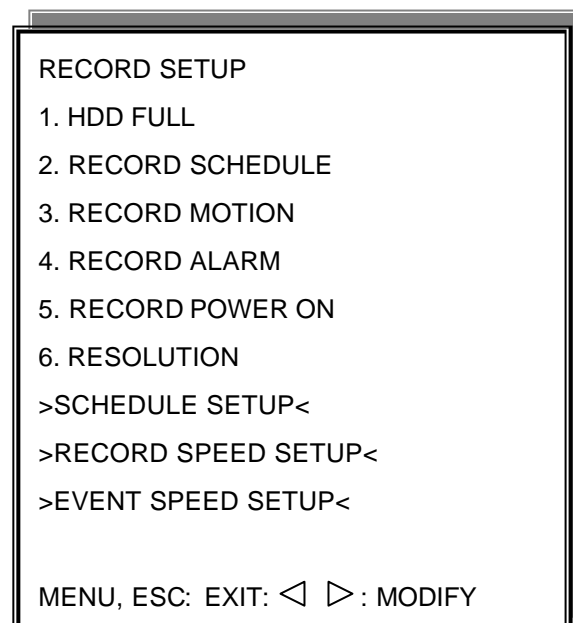 RECORD SETUP
1. HDD FULL
2. RECORD SCHEDULE
3. RECORD MOTION
4. RECORD ALARM
5. RECORD POWER ON
6. RESOLUTION
>SCHEDULE SETUP<
>RECORD SPEED SETUP<
>EVENT SPEED SETUP<
MENU, ESC: EXIT: ◁ ▷ : MODIFY